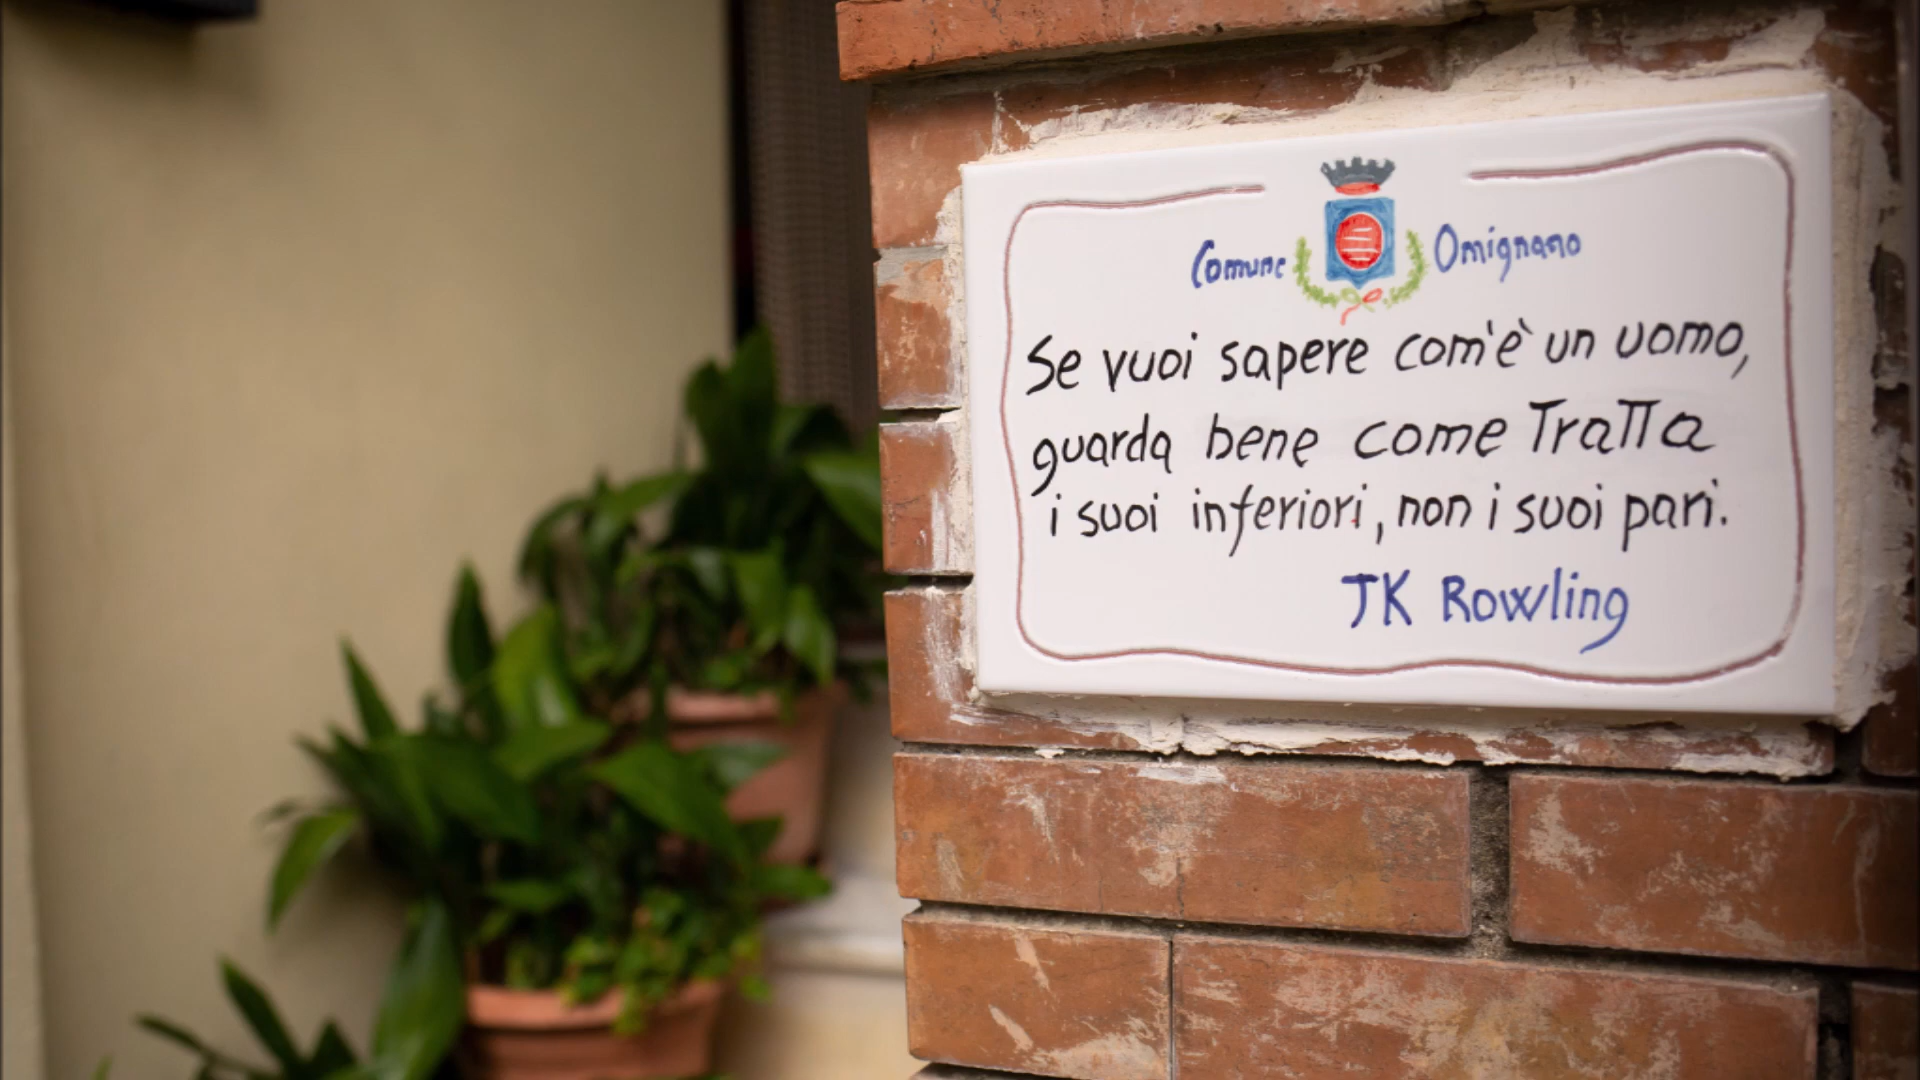 Comune Omignano
Se vuoi sapere com'è un uomo,
guarda bene come Tratta
i suoi inferiori, non i suoi pari.
JK Rowling